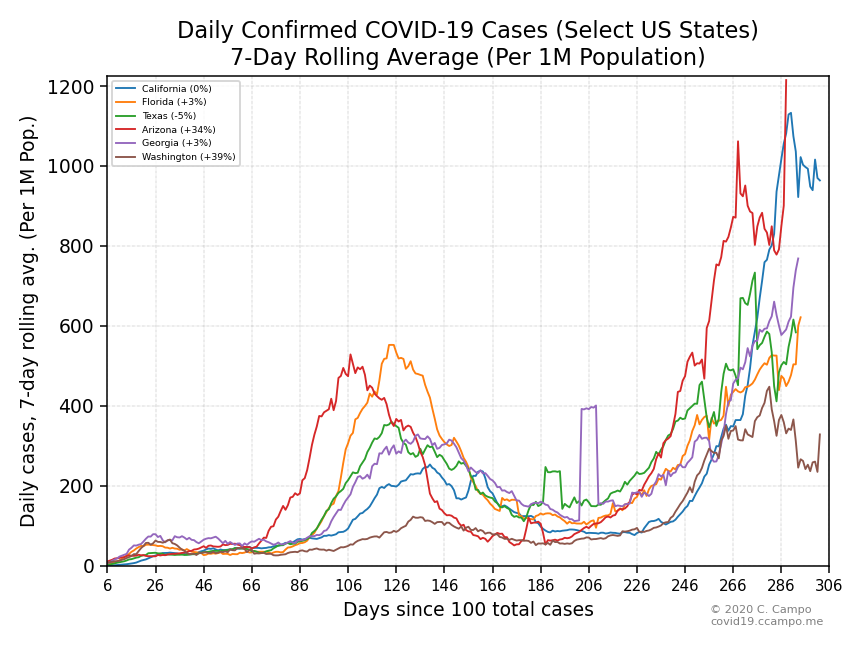 Daily Confirmed COVID-19 Cases (Select US States)
7-Day Rolling Average (Per 1M Population)
Daily cases, 7-day rolling avg. (Per 1M Pop.)
1200
1000
800
600
400
200
0
California (0%)
Florida (+3%)
Texas (-5%)
Arizona (+34%)
Georgia (+3%)
Washington (+39%)
6 26 46 66 86 106 126 146 166 186 206 226 246 266 286 306
Days since 100 total cases
© 2020 C. Campo
covid19.ccampo.me